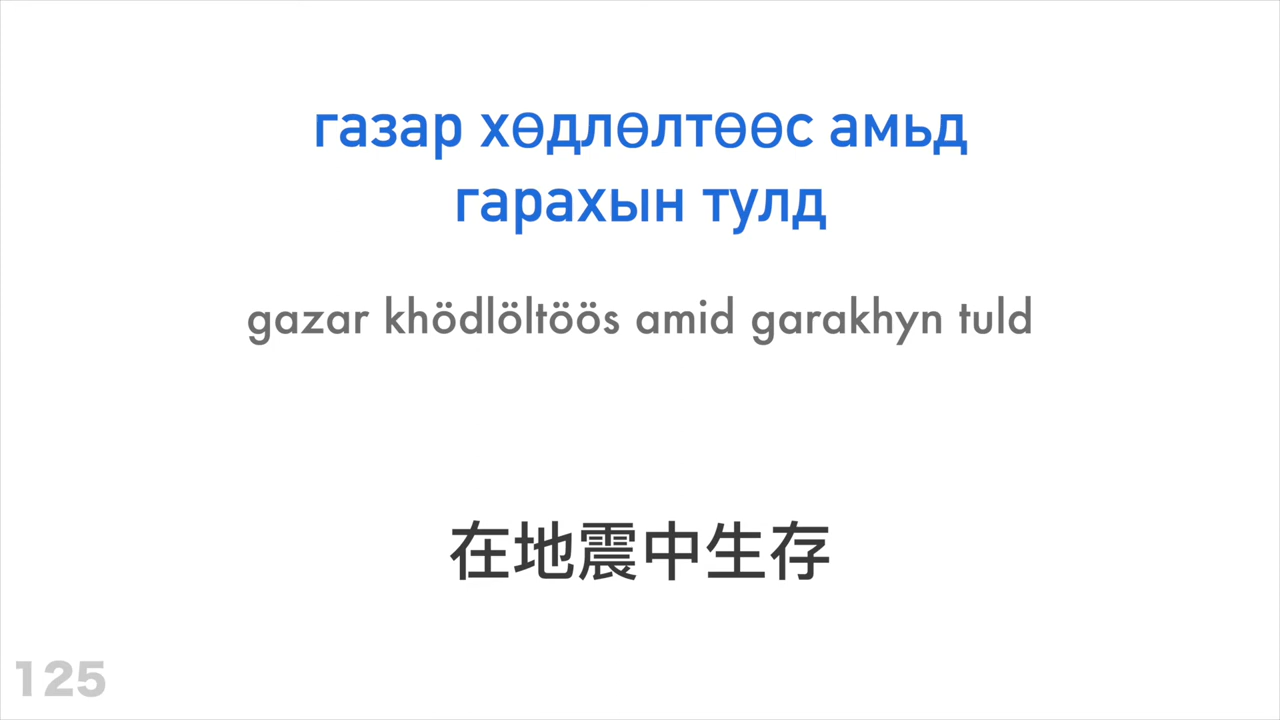 газар хөдлөлтөөс амьд
гарахын тулд
gazar khödlöltöös amid garakhyn tuld
在地震中生存
125